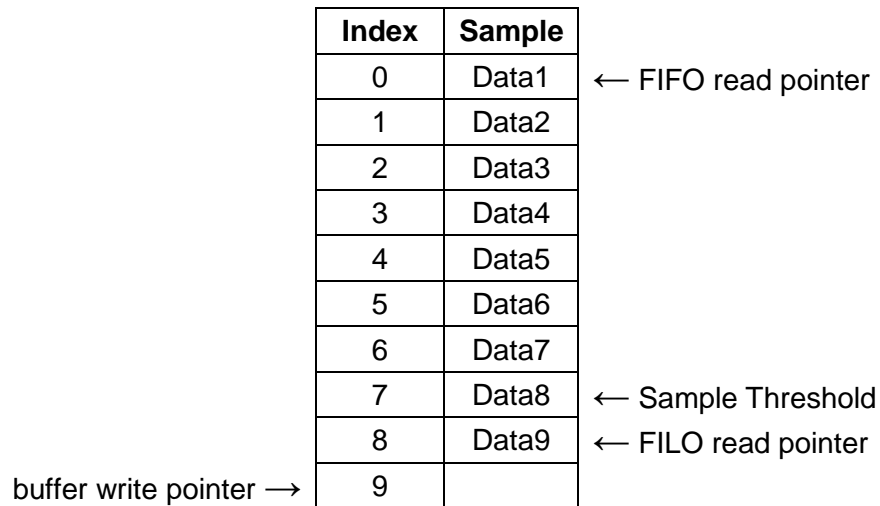 Index Sample
0 Data1 ← FIFO read pointer
1 Data2
2 Data3
3 Data4
4 Data5
5 Data6
6 Data7
7 Data8 ← Sample Threshold
8 Data9 ← FILO read pointer
buffer write pointer → 9